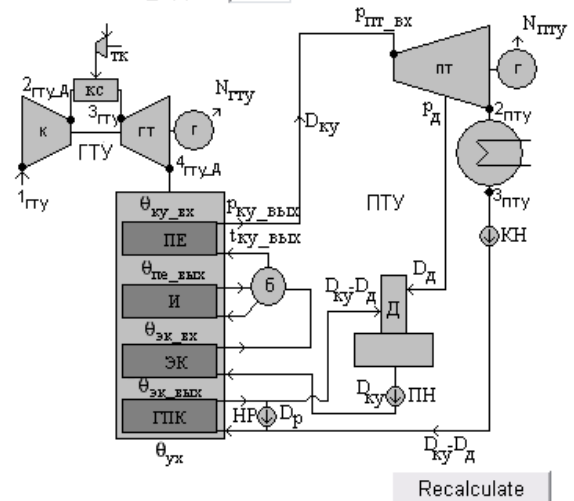 p_пт_вх
N_пту
тк
2_гту_д
кс
N_гту
пт
г
3_гту
p_д
2_пту
к
гт
г
D_ку
ГТУ
4_гту_д
1_гту
θ_ку_вх
p_ку_вых
ПТУ
3_пту
ПЕ
t_ку_вых
КН
θ_пе_вых
D_д
И
б
D_ку-D_д
Д
θ_эк_вх
ЭК
θ_эк_вых
D_ку
ПН
ГПК
НР
D_р
θ_ух
D_ку-D_д
Recalculate